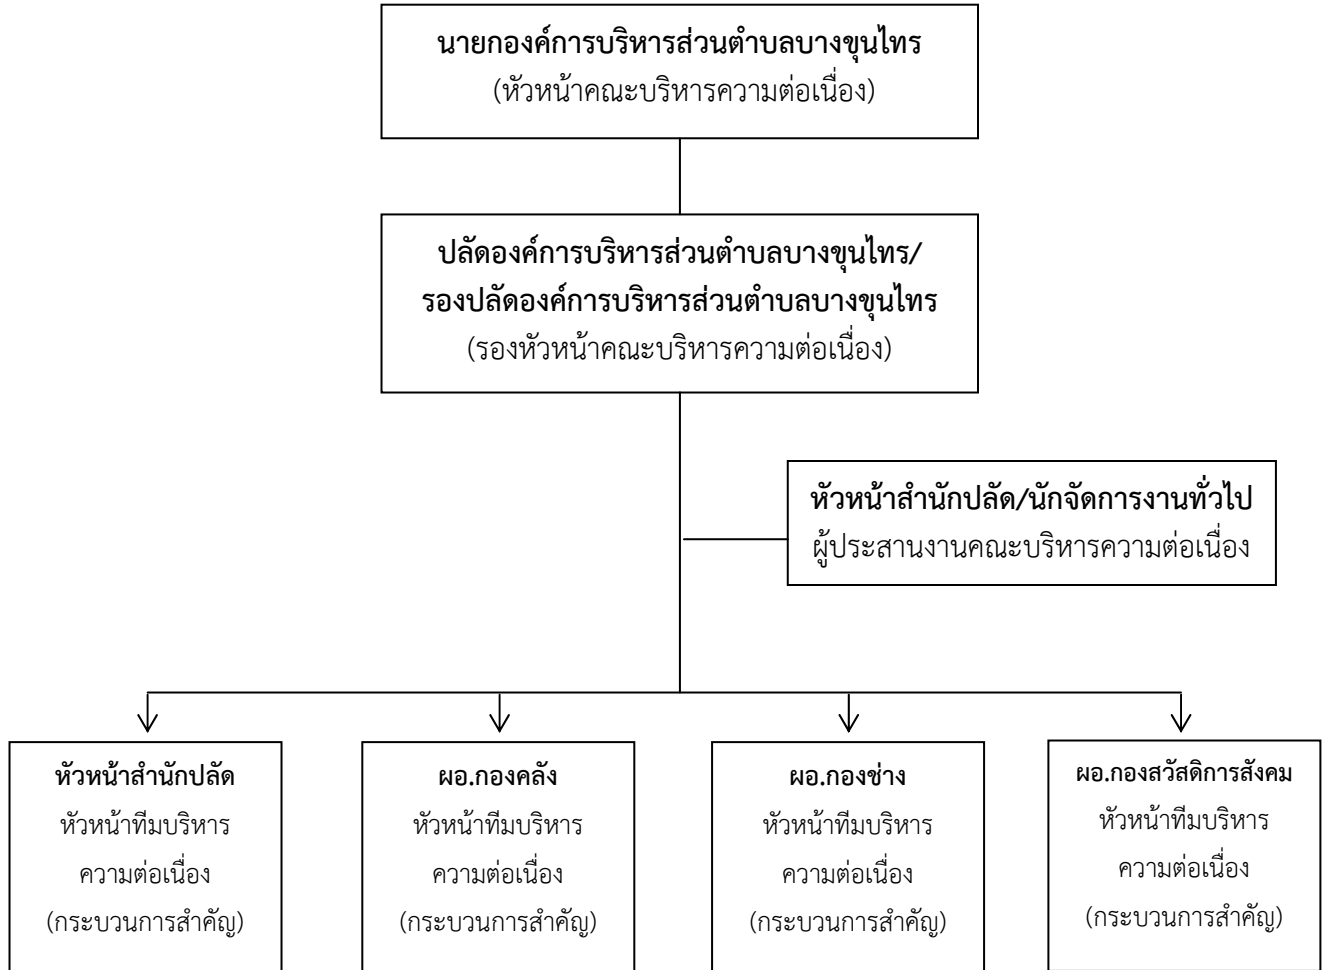 นายกองค์การบริหารส่วนตำบลบางขุนไทร
(หัวหน้าคณะบริหารความต่อเนื่อง)
ปลัดองค์การบริหารส่วนตำบลบางขุนไทร/
รองปลัดองค์การบริหารส่วนตำบลบางขุนไทร
(รองหัวหน้าคณะบริหารความต่อเนื่อง)
หัวหน้าสำนักปลัด/นักจัดการงานทั่วไป
ผู้ประสานงานคณะบริหารความต่อเนื่อง
หัวหน้าสำนักปลัด
หัวหน้าทีมบริหาร
ความต่อเนื่อง
(กระบวนการสำคัญ)
ผอ.กองคลัง
หัวหน้าทีมบริหาร
ความต่อเนื่อง
(กระบวนการสำคัญ)
ผอ.กองช่าง
หัวหน้าทีมบริหาร
ความต่อเนื่อง
(กระบวนการสำคัญ)
ผอ.กองสวัสดิการสังคม
หัวหน้าทีมบริหาร
ความต่อเนื่อง
(กระบวนการสำคัญ)